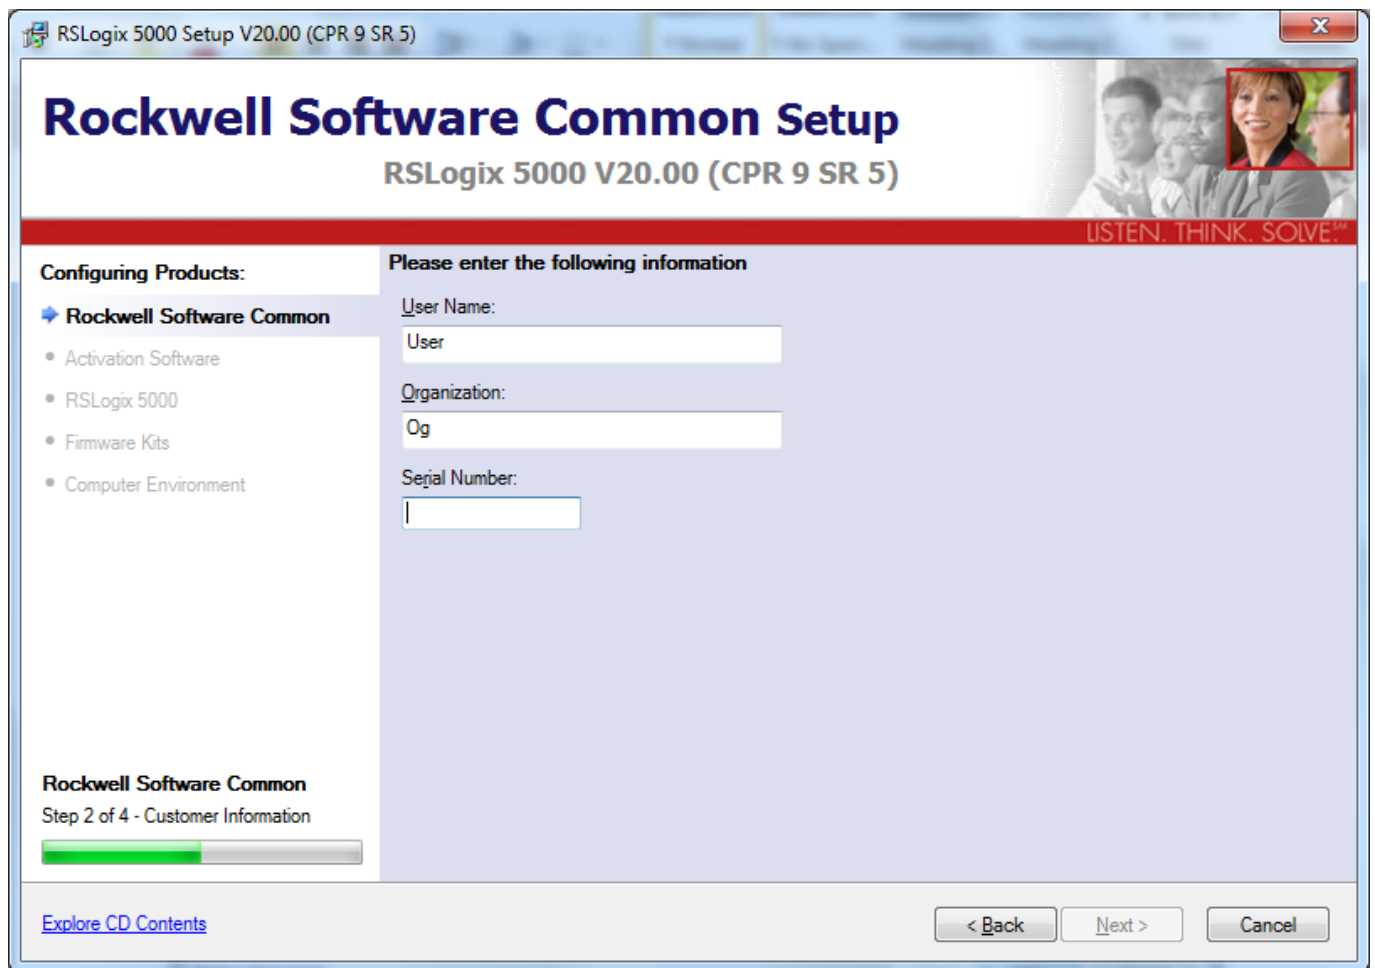 RSLogix 5000 Setup V20.00 (CPR 9 SR 5)
x
Rockwell Software Common Setup
RSLogix 5000 V20.00 (CPR 9 SR 5)
LISTEN. THINK. SOLVE.℠
Configuring Products:
Rockwell Software Common
Activation Software
RSLogix 5000
Firmware Kits
Computer Environment
Please enter the following information
User Name:
User
Organization:
Og
Serial Number:
Rockwell Software Common
Step 2 of 4 - Customer Information
Explore CD Contents
< Back
Next >
Cancel